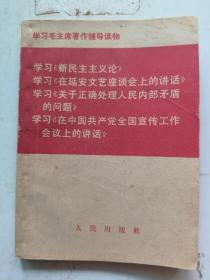 学习毛主席著作辅导读物
学习《新民主主义论》
学习《在延安文艺座谈会上的讲话》
学习《关于正确处理人民内部矛盾
的问题》
学习《在中国共产党全国宣传工作
会议上的讲话》
人民出版社